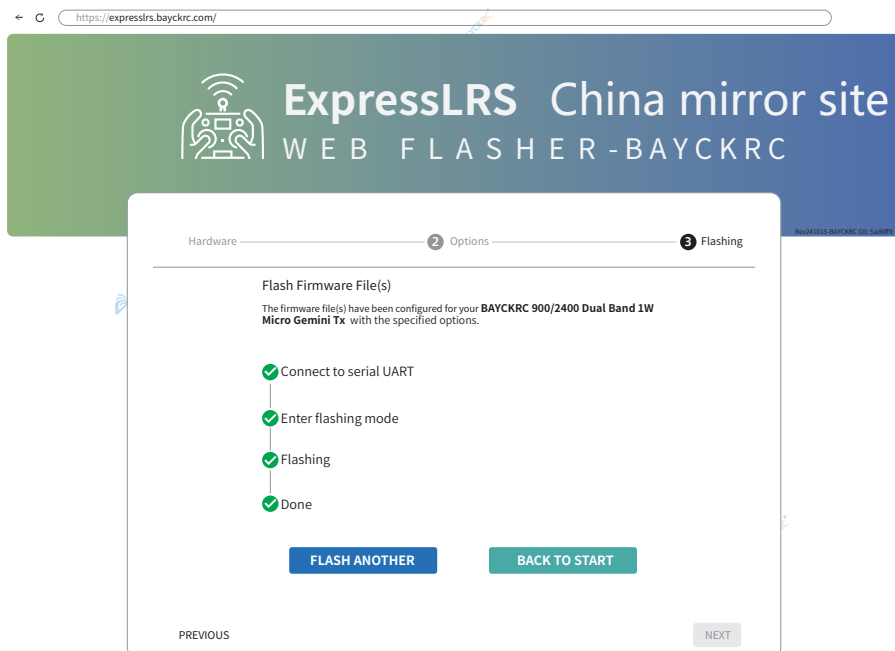 https://expresslrs.bayckrc.com/
ExpressLRS China mirror site
WEB FLASHER-BAYCKRC
Rev241015-BAYCKRC Git: 5ad6ff9
Hardware 2 Options 3 Flashing
Flash Firmware File(s)
The firmware file(s) have been configured for your BAYCKRC 900/2400 Dual Band 1W
Micro Gemini Tx with the specified options.
Connect to serial UART
Enter flashing mode
Flashing
Done
FLASH ANOTHER BACK TO START
PREVIOUS NEXT